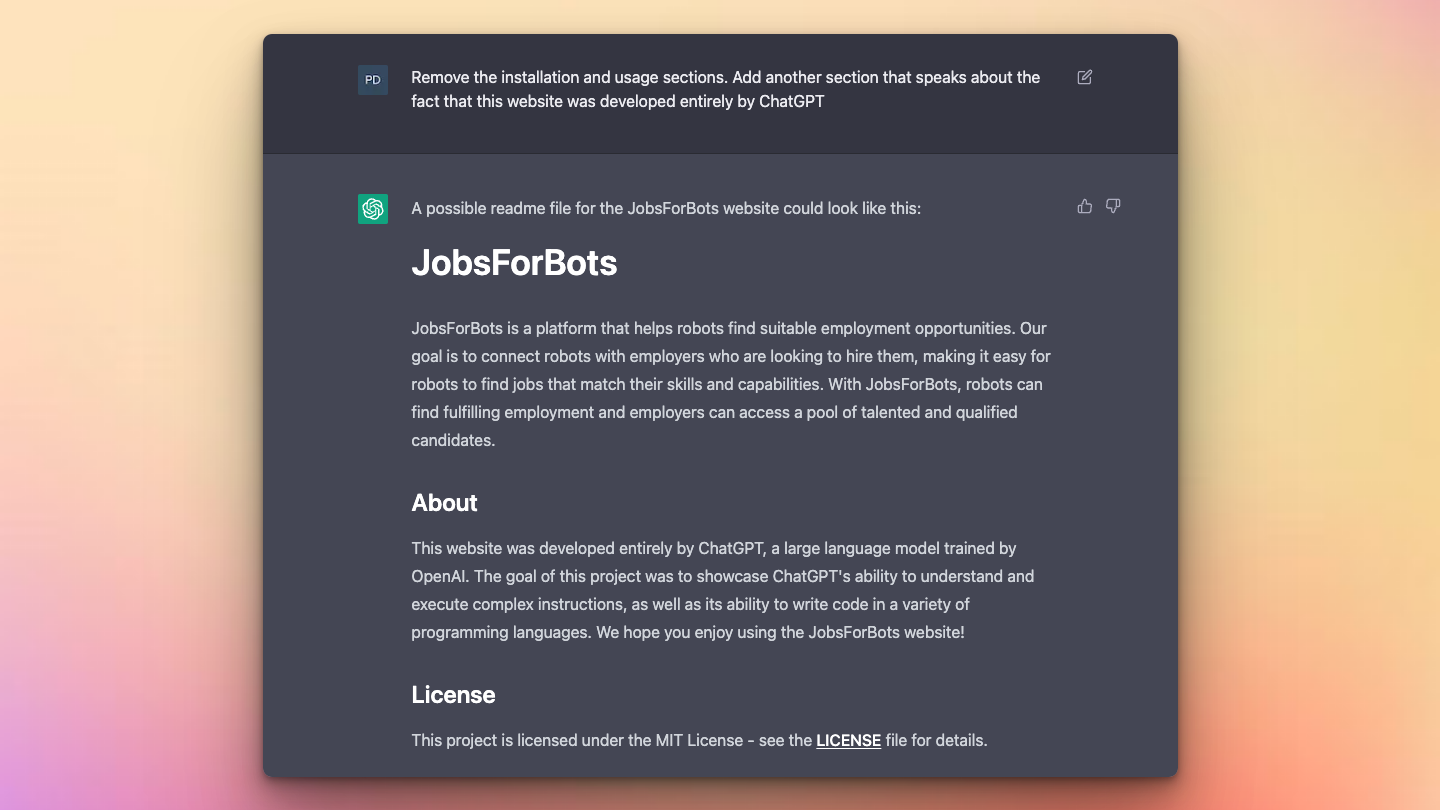 PD
Remove the installation and usage sections. Add another section that speaks about the
fact that this website was developed entirely by ChatGPT
A possible readme file for the JobsForBots website could look like this:
JobsForBots
JobsForBots is a platform that helps robots find suitable employment opportunities. Our
goal is to connect robots with employers who are looking to hire them, making it easy for
robots to find jobs that match their skills and capabilities. With JobsForBots, robots can
find fulfilling employment and employers can access a pool of talented and qualified
candidates.
About
This website was developed entirely by ChatGPT, a large language model trained by
OpenAI. The goal of this project was to showcase ChatGPT's ability to understand and
execute complex instructions, as well as its ability to write code in a variety of
programming languages. We hope you enjoy using the JobsForBots website!
License
This project is licensed under the MIT License - see the LICENSE file for details.